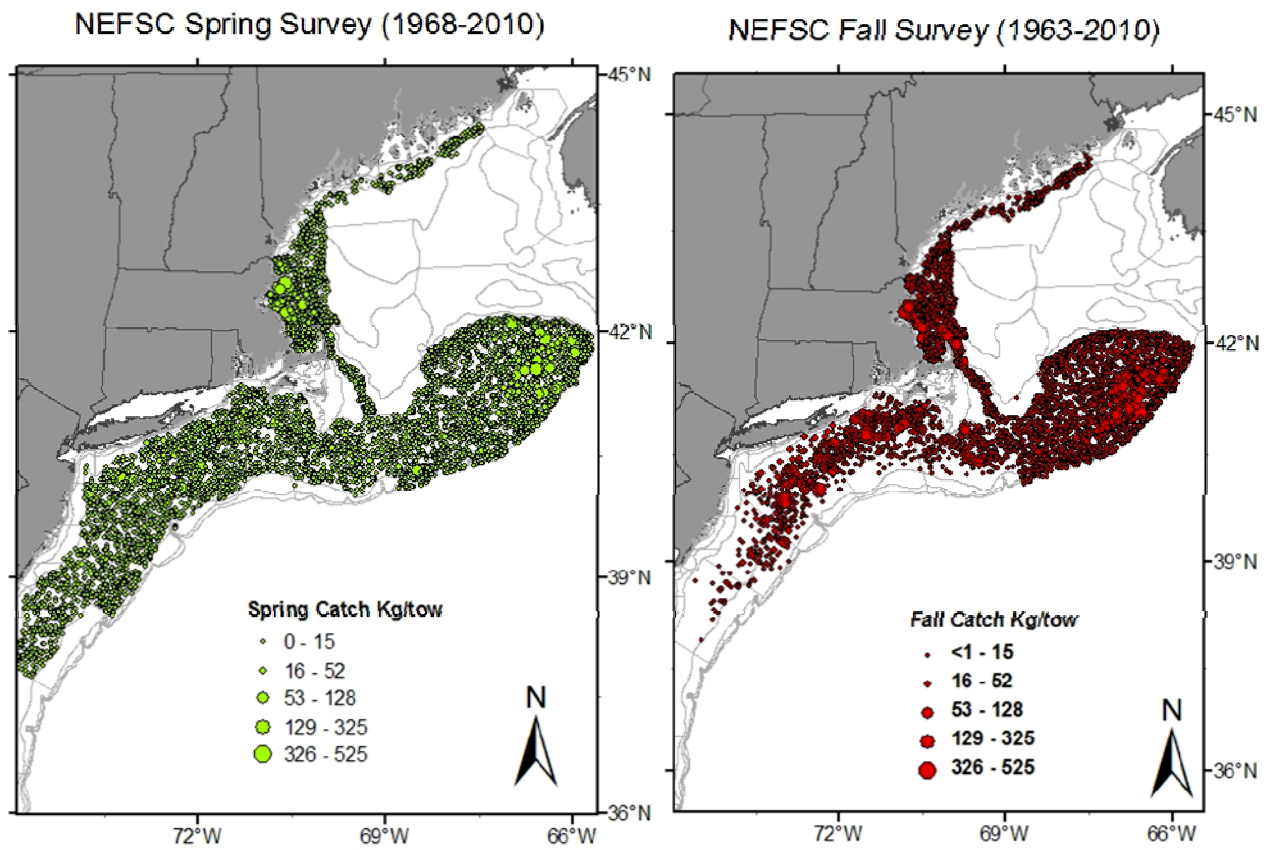 NEFSC Spring Survey (1968-2010)
45°N
42°N
39°N
36°N
Spring Catch Kg/tow
0 - 15
16 - 52
53 - 128
129 - 325
326 - 525
N
72°W
69°W
66°W
NEFSC Fall Survey (1963-2010)
45°N
42°N
39°N
36°N
Fall Catch Kg/tow
<1 - 15
16 - 52
53 - 128
129 - 325
326 - 525
N
72°W
69°W
66°W